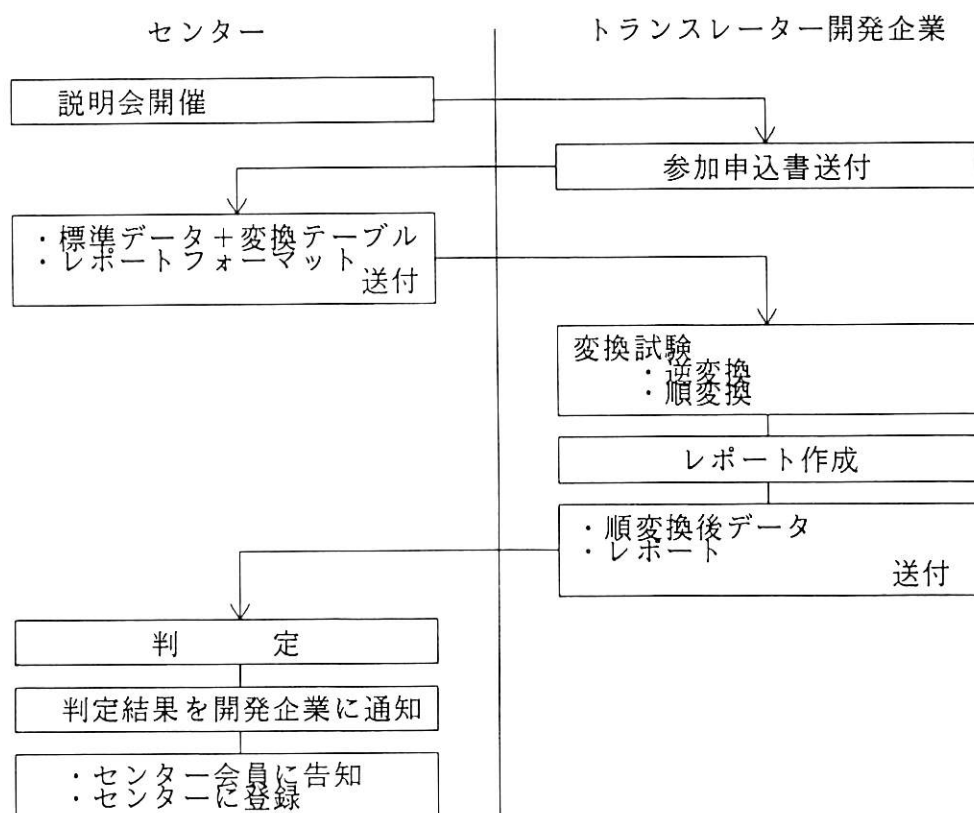 センター
トランスレーター開発企業
説明会開催
参加申込書送付
・標準データ+変換テーブル
・レポートフォーマット
送付
変換試験
・逆変換
・順変換
レポート作成
・順変換後データ
・レポート
送付
判 定
判定結果を開発企業に通知
・センター会員に告知
・センターに登録